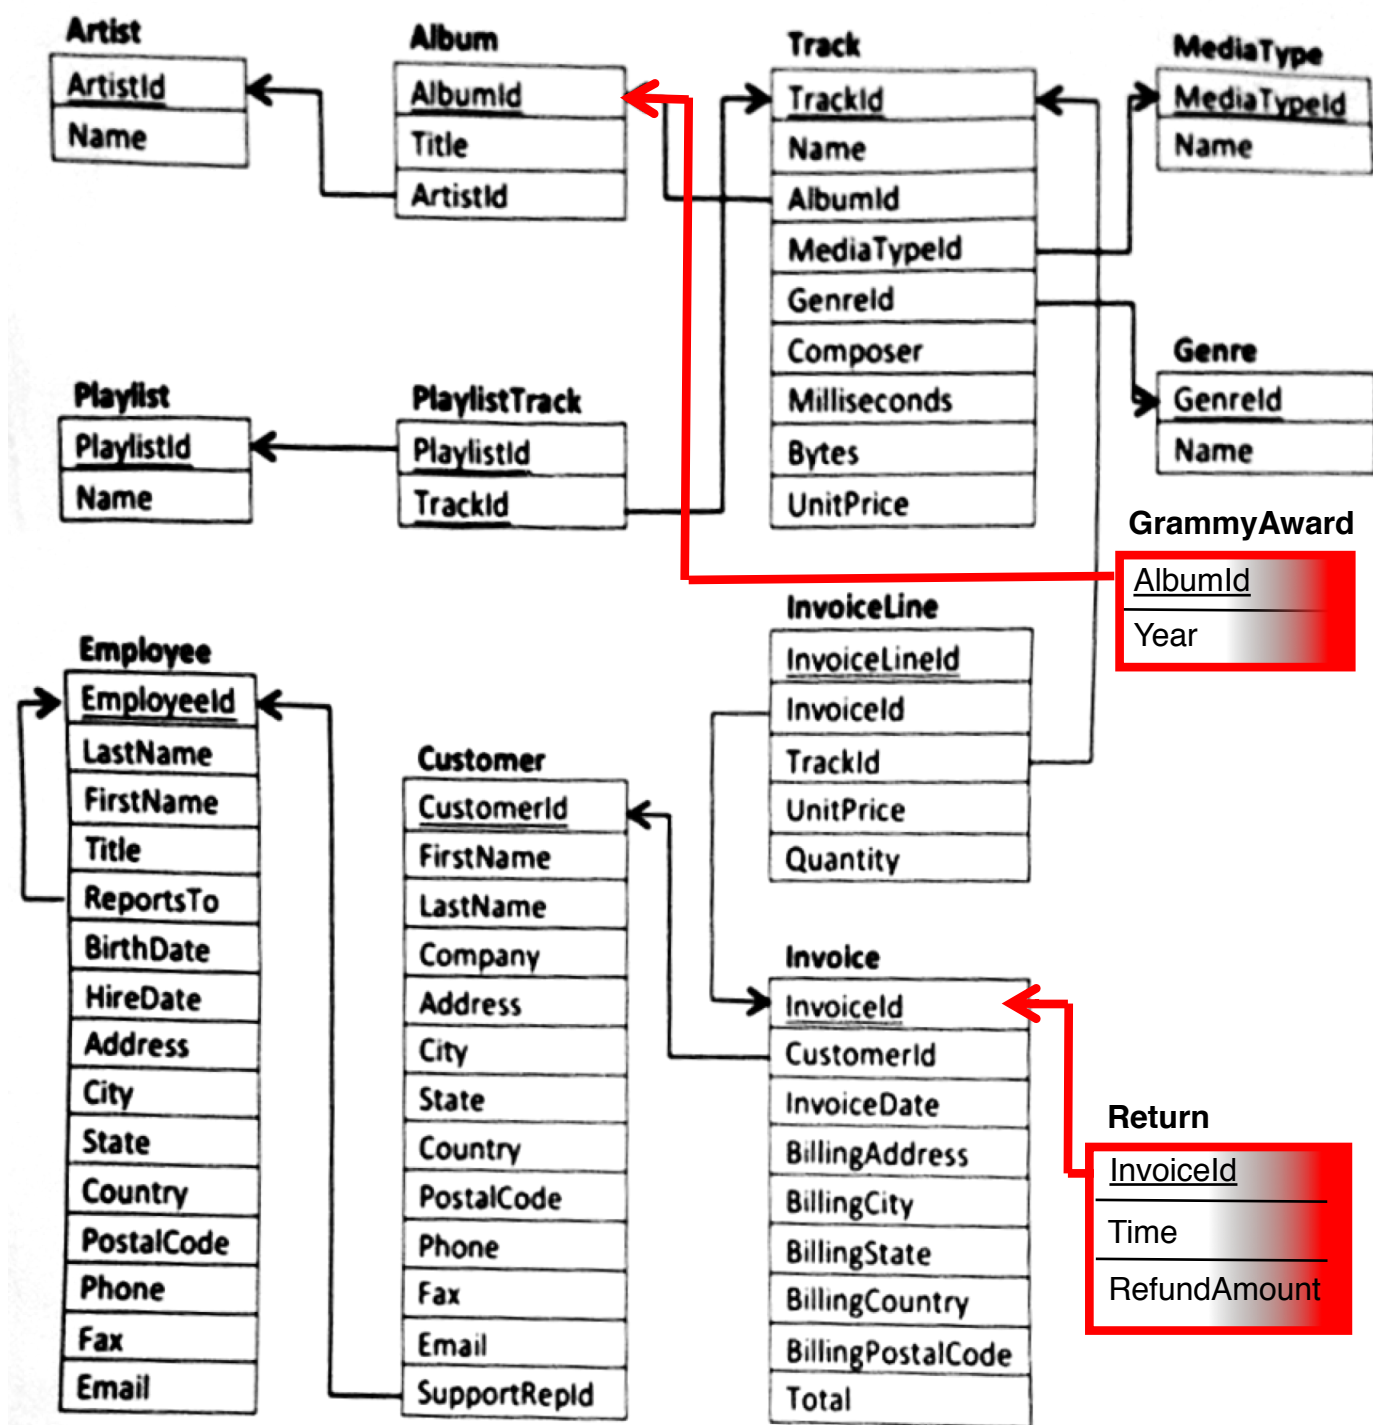 Artist
ArtistId
Name
Album
AlbumId
Title
ArtistId
Track
TrackId
Name
AlbumId
MediaTypeId
GenreId
Composer
Milliseconds
Bytes
UnitPrice
MediaType
MediaTypeId
Name
Genre
GenreId
Name
Playlist
PlaylistId
Name
PlaylistTrack
PlaylistId
TrackId
GrammyAward
AlbumId
Year
Employee
EmployeeId
LastName
FirstName
Title
ReportsTo
BirthDate
HireDate
Address
City
State
Country
PostalCode
Phone
Fax
Email
Customer
CustomerId
FirstName
LastName
Company
Address
City
State
Country
PostalCode
Phone
Fax
Email
SupportRepId
InvoiceLine
InvoiceLineId
InvoiceId
TrackId
UnitPrice
Quantity
Invoice
InvoiceId
CustomerId
InvoiceDate
BillingAddress
BillingCity
BillingState
BillingCountry
BillingPostalCode
Total
Return
InvoiceId
Time
RefundAmount